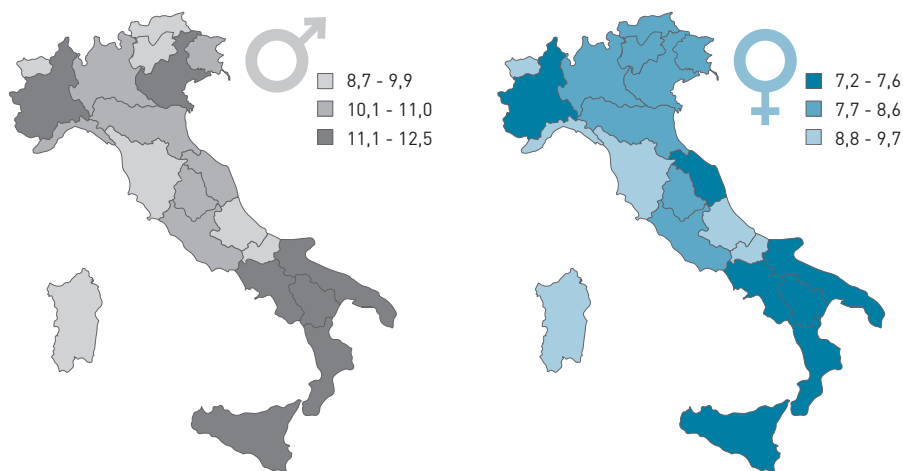 8,7 - 9,9
10,1 - 11,0
11,1 - 12,5
7,2 - 7,6
7,7 - 8,6
8,8 - 9,7